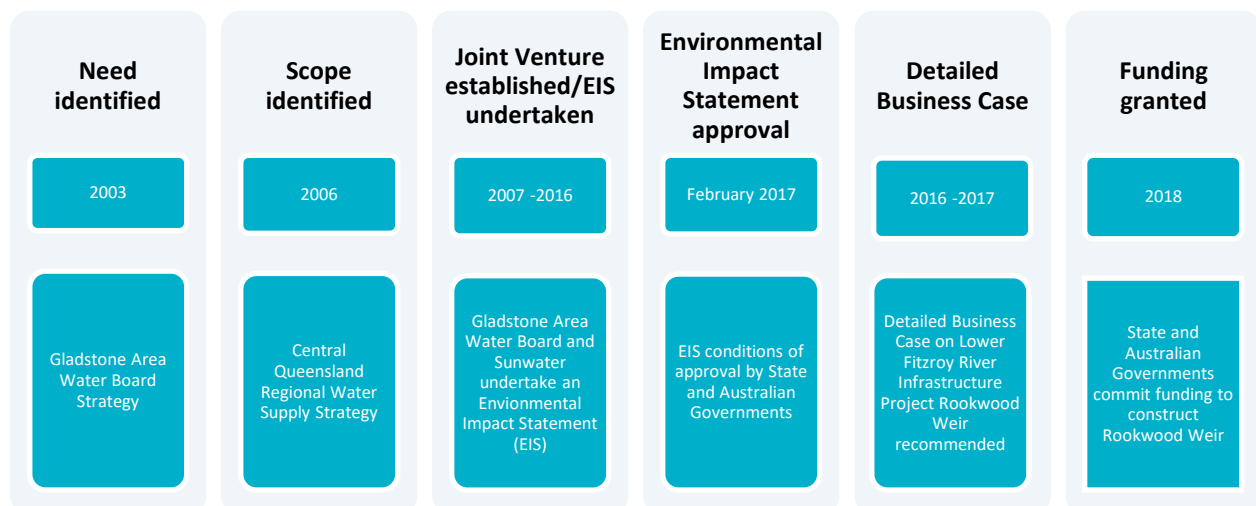 Need
identified
2003
Gladstone Area
Water Board
Strategy
Scope
identified
2006
Central
Queensland
Regional Water
Supply Strategy
Joint Venture
established/EIS
undertaken
2007 -2016
Gladstone Area
Water Board and
Sunwater
undertake an
Envionmental
Impact Statement
(EIS)
Environmental
Impact
Statement
approval
February 2017
EIS conditions of
approval by State
and Australian
Governments
Detailed
Business Case
2016 -2017
Detailed Business
Case on Lower
Fitzroy River
Infrastructure
Project Rookwood
Weir
recommended
Funding
granted
2018
State and
Australian
Governments
commit funding to
construct
Rookwood Weir